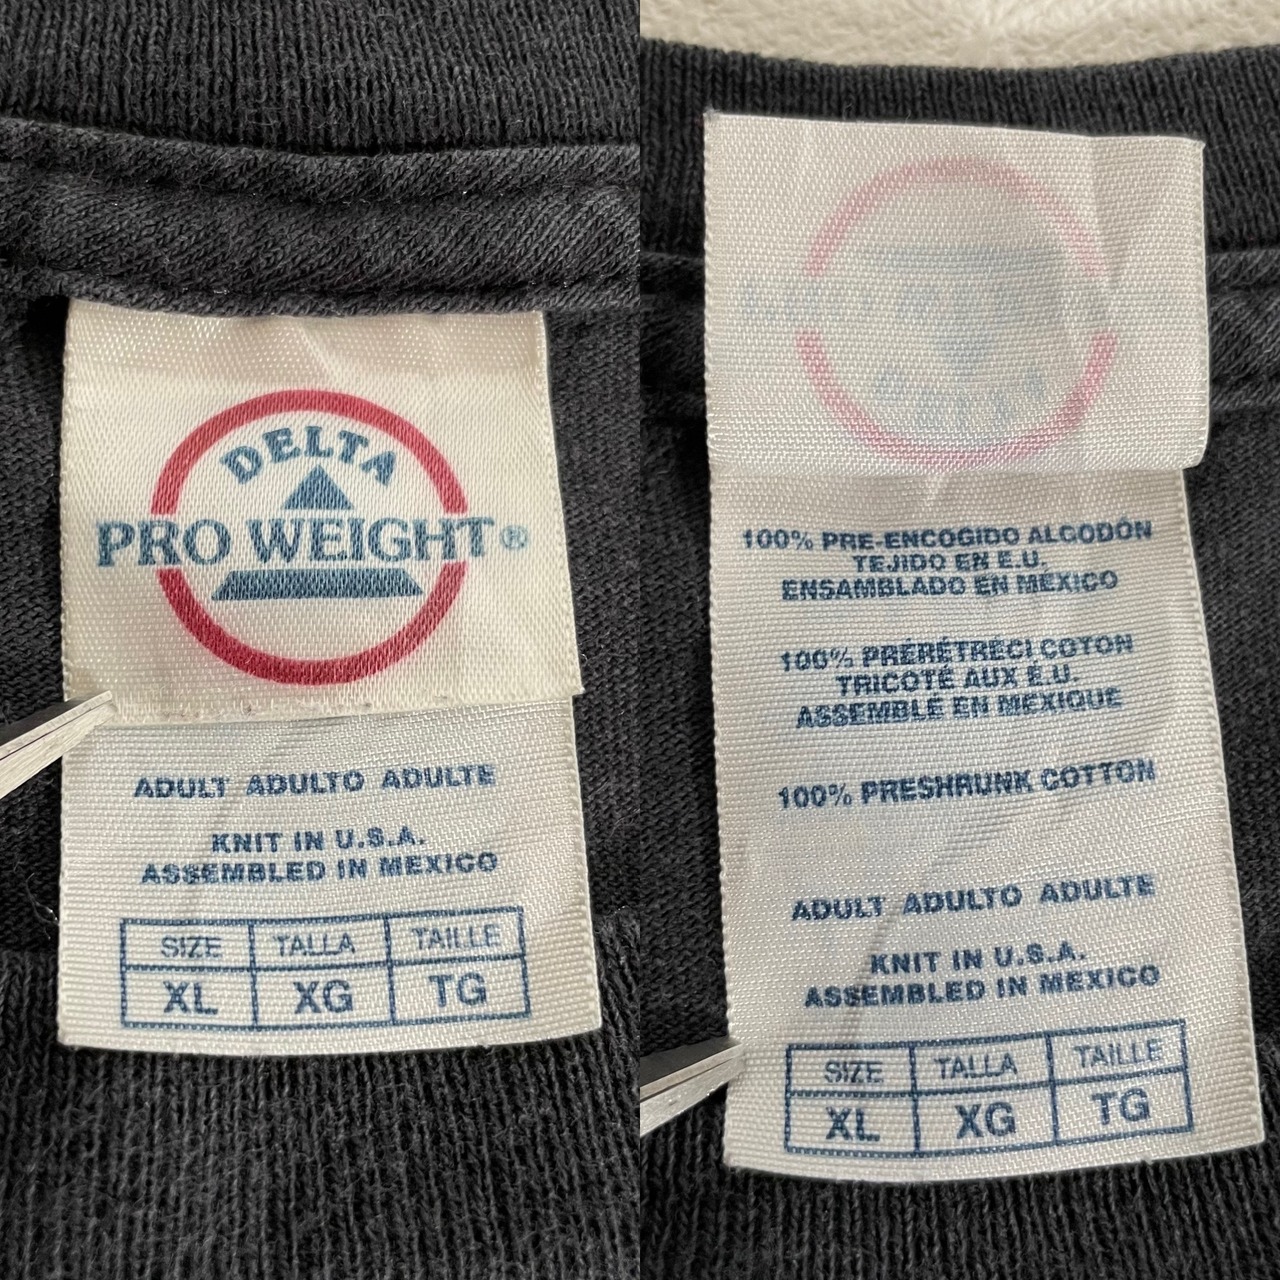 DELTA
PRO WEIGHT®
ADULT ADULTO ADULTE
KNIT IN U.S.A.
ASSEMBLED IN MEXICO
SIZE TALLA TAILLE
XL XG TG
100% PRE-ENCOGIDO ALGODÓN
TEJIDO EN E.U.
ENSAMBLADO EN MEXICO
100% PRÉRÉTRÉCI COTON
TRICOTÉ AUX É.U.
ASSEMBLÉ EN MEXIQUE
100% PRESHRUNK COTTON
ADULT ADULTO ADULTE
KNIT IN U.S.A.
ASSEMBLED IN MEXICO
SIZE TALLA TAILLE
XL XG TG